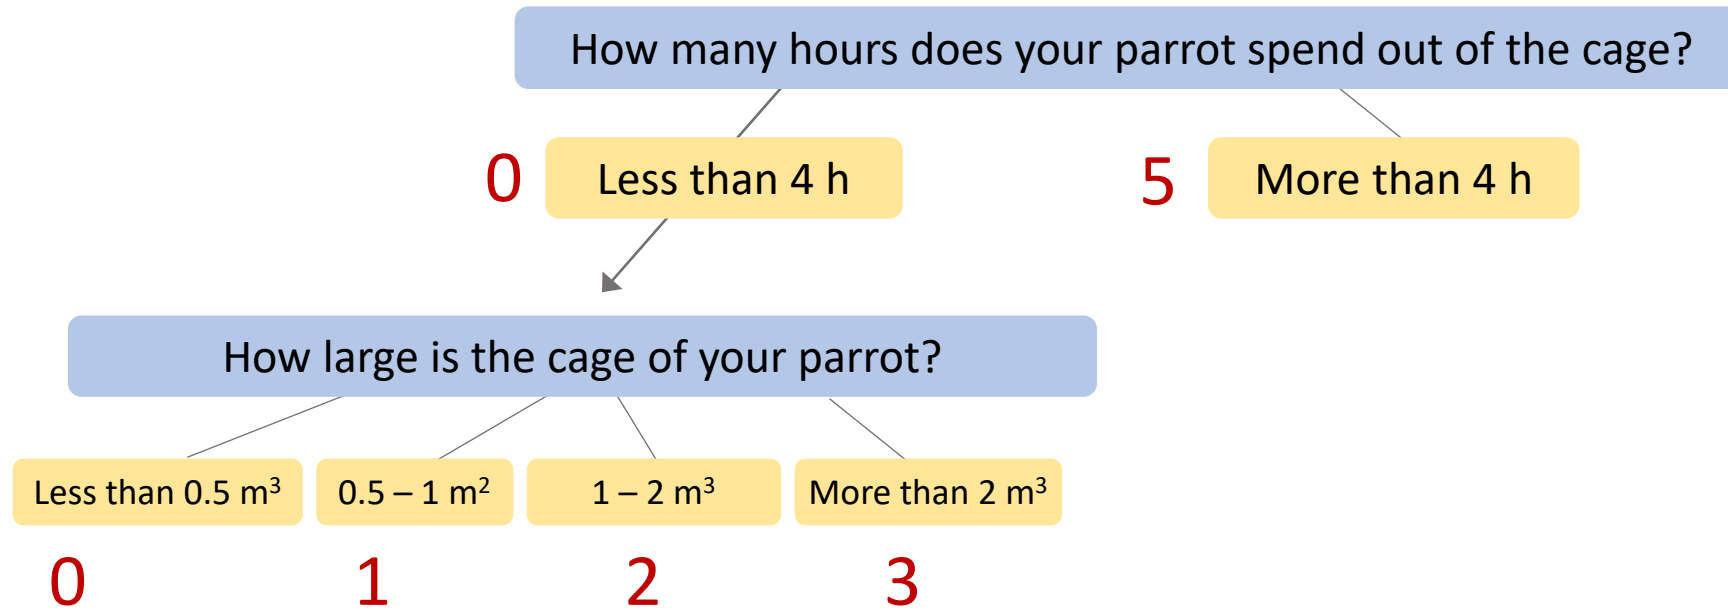 How many hours does your parrot spend out of the cage?
0 Less than 4 h 5 More than 4 h
How large is the cage of your parrot?
Less than 0.5 m³ 0.5 – 1 m² 1 – 2 m³ More than 2 m³
0 1 2 3